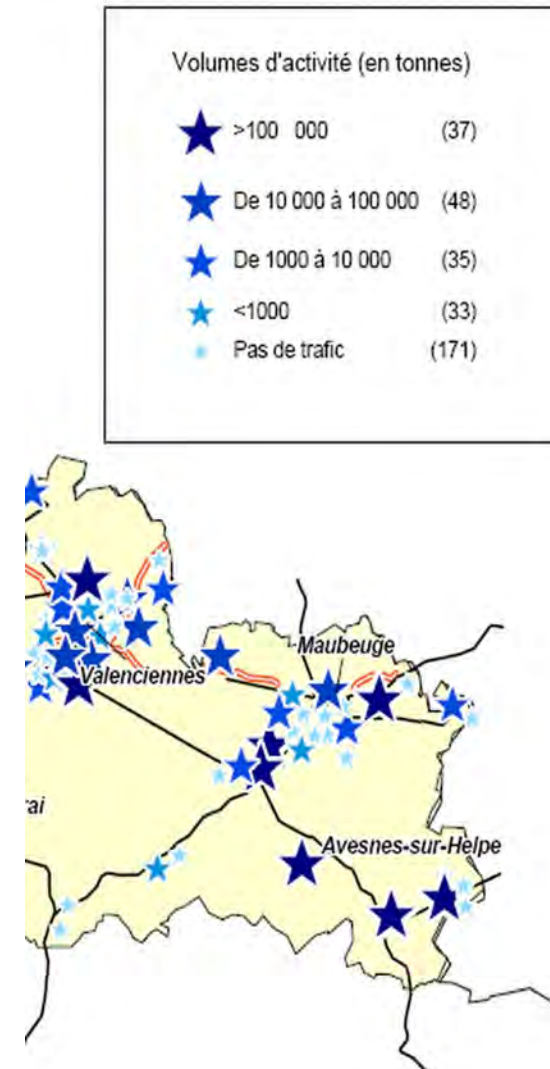 Volumes d'activité (en tonnes)
>100 000 (37)
De 10 000 à 100 000 (48)
De 1000 à 10 000 (35)
<1000 (33)
Pas de trafic (171)
Maubeuge
Valenciennes
rai
Avesnes-sur-Helpe